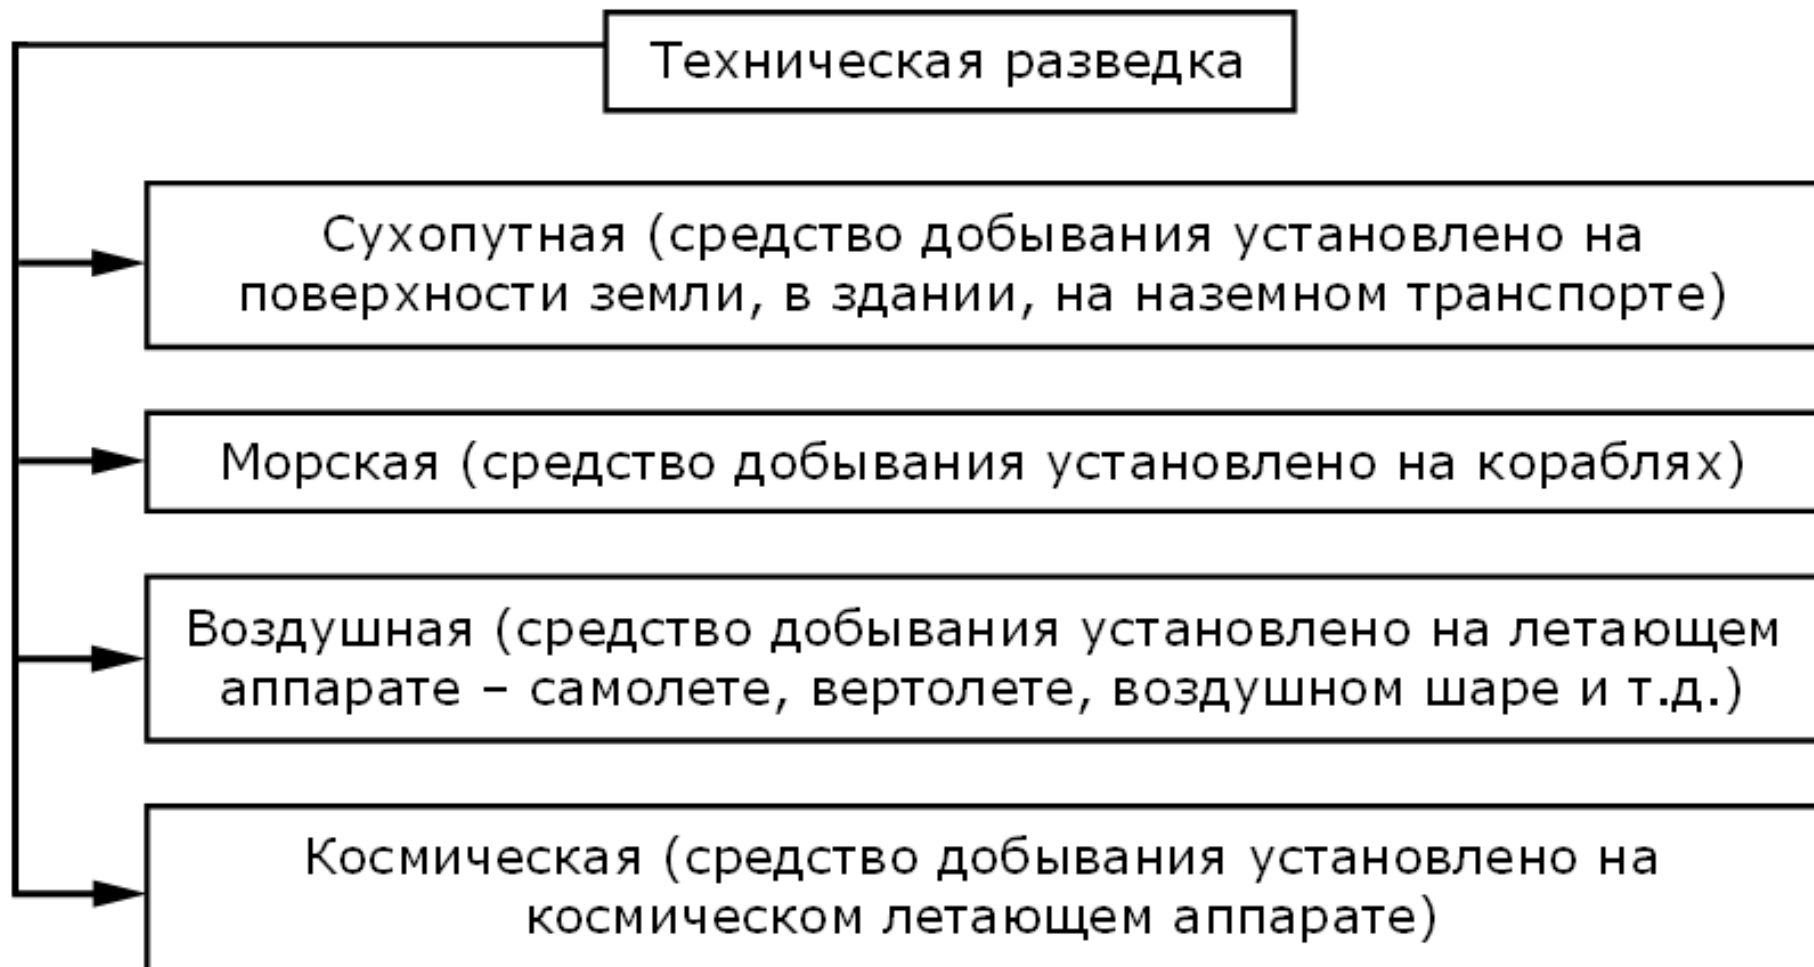 Техническая разведка
Сухопутная (средство добывания установлено на
поверхности земли, в здании, на наземном транспорте)
Морская (средство добывания установлено на кораблях)
Воздушная (средство добывания установлено на летающем
аппарате – самолете, вертолете, воздушном шаре и т.д.)
Космическая (средство добывания установлено на
космическом летающем аппарате)